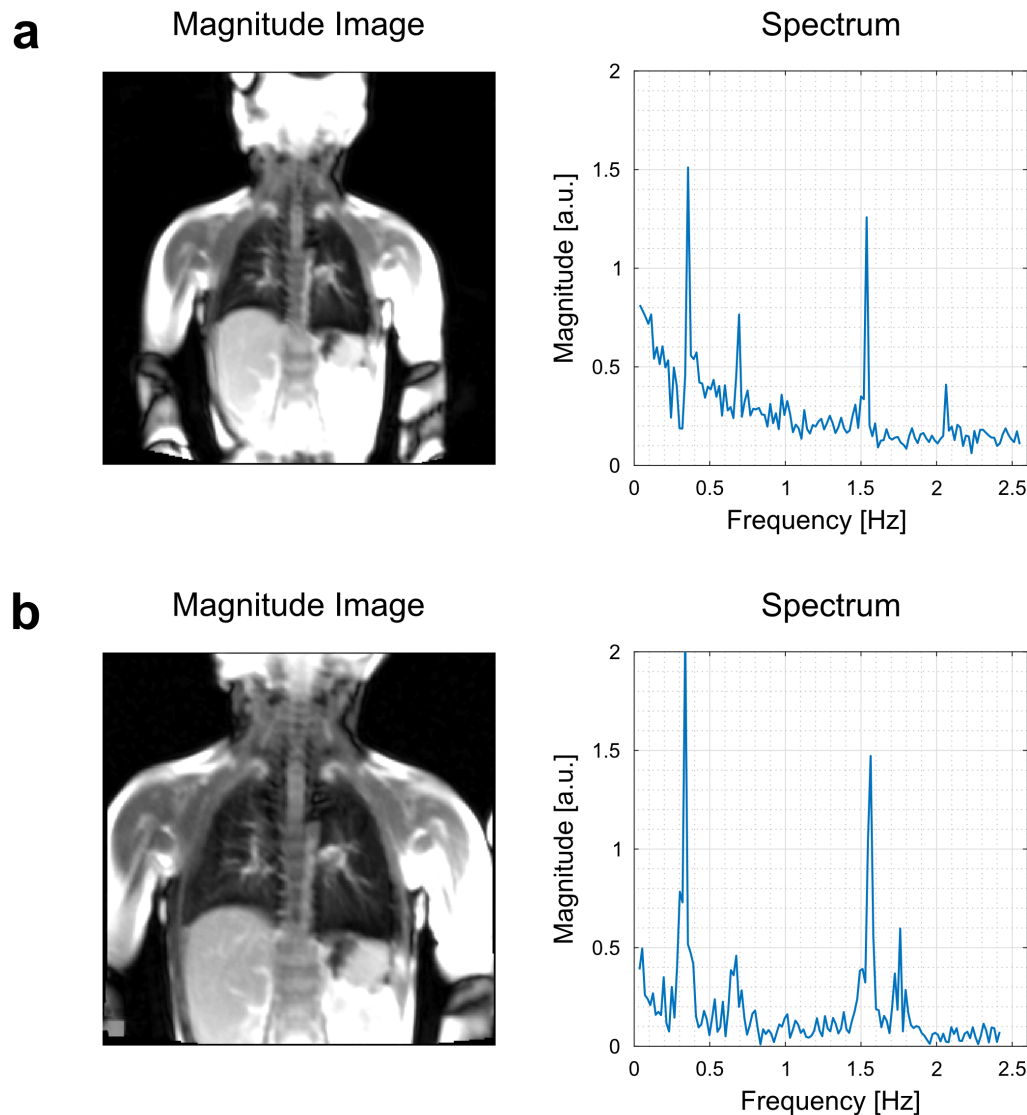 a
Magnitude Image
Spectrum
2
1.5
1
0.5
0
Magnitude [a.u.]
0 0.5 1 1.5 2 2.5
Frequency [Hz]
b
Magnitude Image
Spectrum
2
1.5
1
0.5
0
Magnitude [a.u.]
0 0.5 1 1.5 2 2.5
Frequency [Hz]